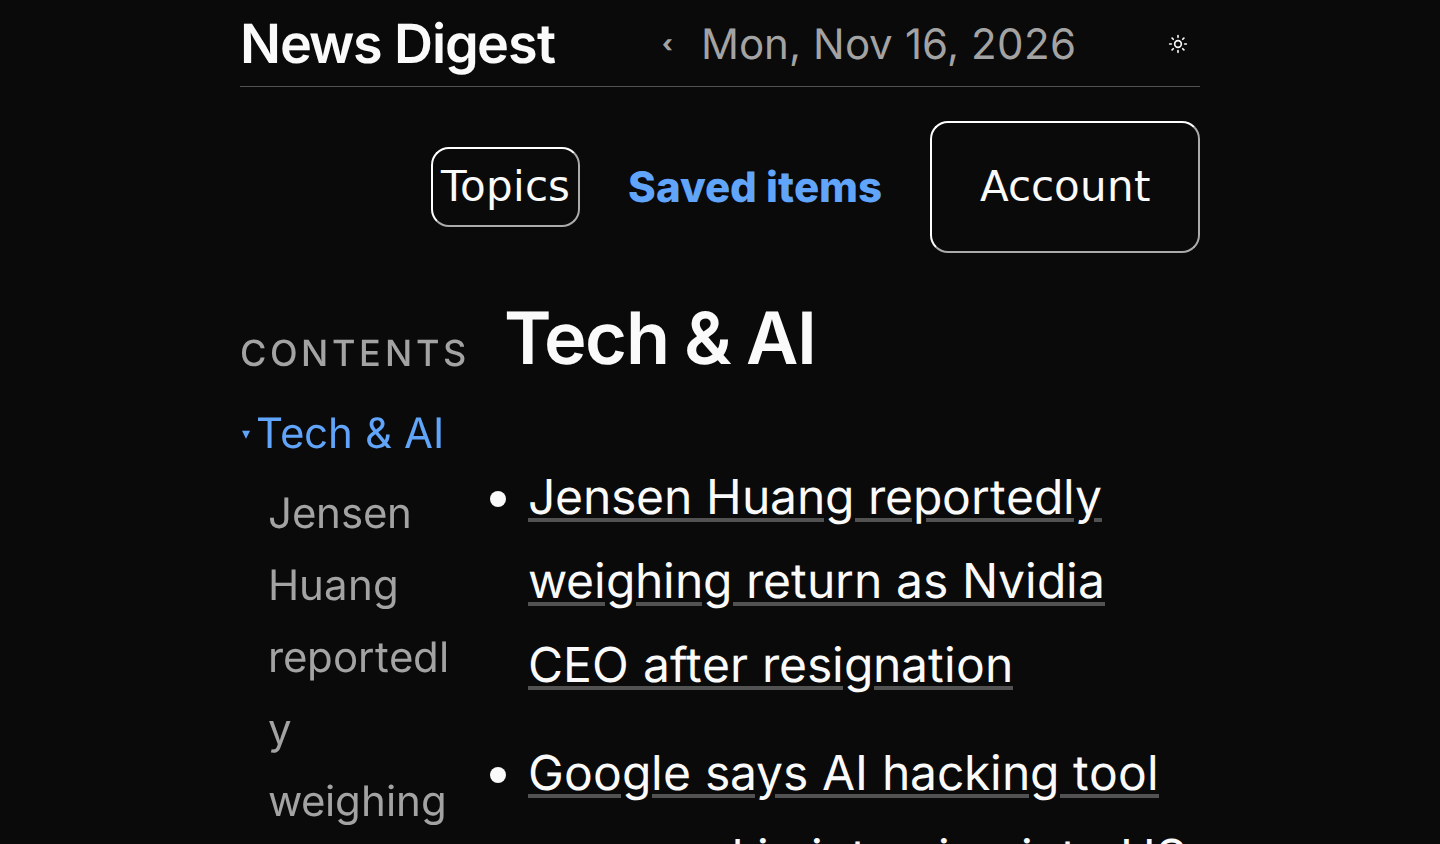 News Digest
‹ Mon, Nov 16, 2026
Topics
Saved items
Account
CONTENTS
▾ Tech & AI
Jensen
Huang
reportedl
y
weighing
Tech & AI
• Jensen Huang reportedly
weighing return as Nvidia
CEO after resignation
• Google says AI hacking tool